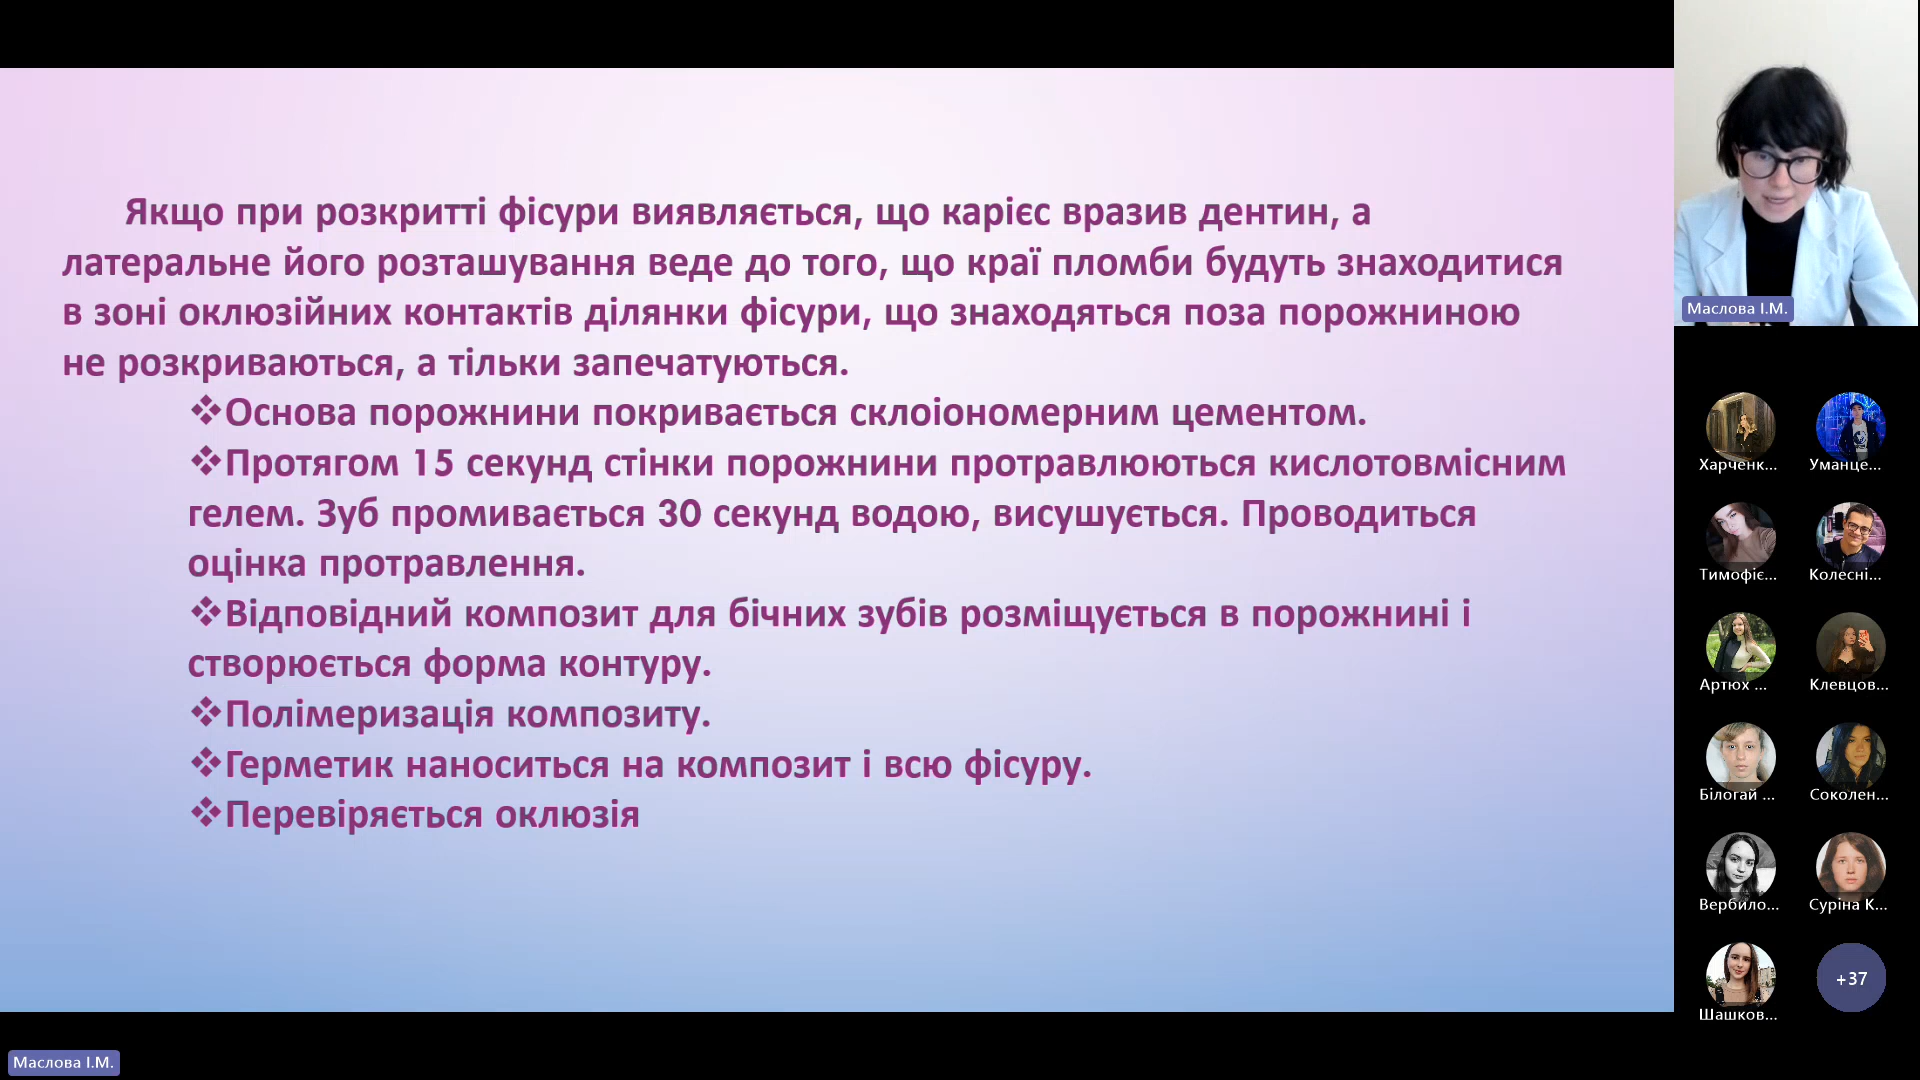 Якщо при розкритті фісури виявляється, що карієс вразив дентин, а
латеральне його розташування веде до того, що краї пломби будуть знаходитися
в зоні оклюзійних контактів ділянки фісури, що знаходяться поза порожниною
не розкриваються, а тільки запечатуються.
❖Основа порожнини покривається склоіономерним цементом.
❖Протягом 15 секунд стінки порожнини протравлюються кислотовмісним
гелем. Зуб промивається 30 секунд водою, висушується. Проводиться
оцінка протравлення.
❖Відповідний композит для бічних зубів розміщується в порожнині і
створюється форма контуру.
❖Полімеризація композиту.
❖Герметик наноситься на композит і всю фісуру.
❖Перевіряється оклюзія
Маслова І.М.
Харченк...
Уманце...
Тимофіє...
Колесні...
Артюх ...
Клевцов...
Білогай ...
Соколен...
Вербило...
Суріна К...
Шашков...
+37
Маслова І.М.